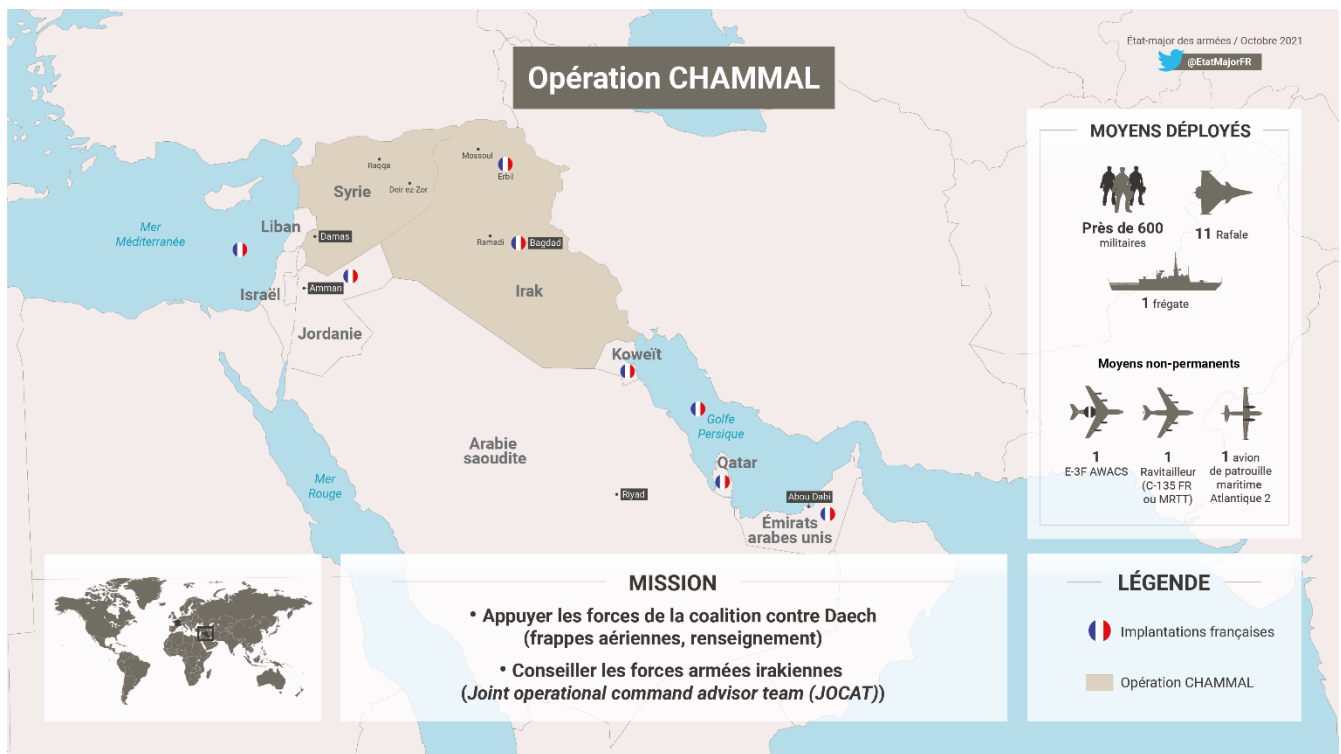 Opération CHAMMAL
État-major des armées / Octobre 2021
@EtatMajorFR
MOYENS DÉPLOYÉS
Près de 600
militaires
11 Rafale
1 frégate
Moyens non-permanents
1
E-3F AWACS
1
Ravitailleur
(C-135 FR
ou MRTT)
1 avion
de patrouille
maritime
Atlantique 2
Mer
Méditerranée
Raqqa
Syrie
Deir ez Zor
Mossoul
Erbil
Liban
Damas
Ramadi
Bagdad
Israël
Amman
Irak
Jordanie
Koweït
Golfe
Persique
Arabie
saoudite
Mer
Rouge
Qatar
Riyad
Abou Dabi
Émirats
arabes unis
MISSION
• Appuyer les forces de la coalition contre Daech
(frappes aériennes, renseignement)
• Conseiller les forces armées irakiennes
(Joint operational command advisor team (JOCAT))
LÉGENDE
Implantations françaises
Opération CHAMMAL